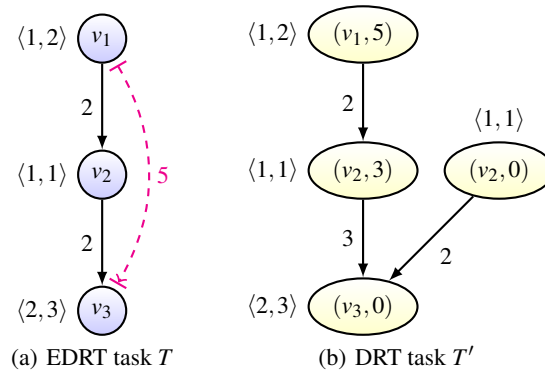 ⟨1,2⟩ v₁
2
⟨1,1⟩ v₂
5
2
⟨2,3⟩ v₃
(a) EDRT task T
⟨1,2⟩ (v₁,5)
2
⟨1,1⟩
⟨1,1⟩ (v₂,3) (v₂,0)
3 2
⟨2,3⟩ (v₃,0)
(b) DRT task T′